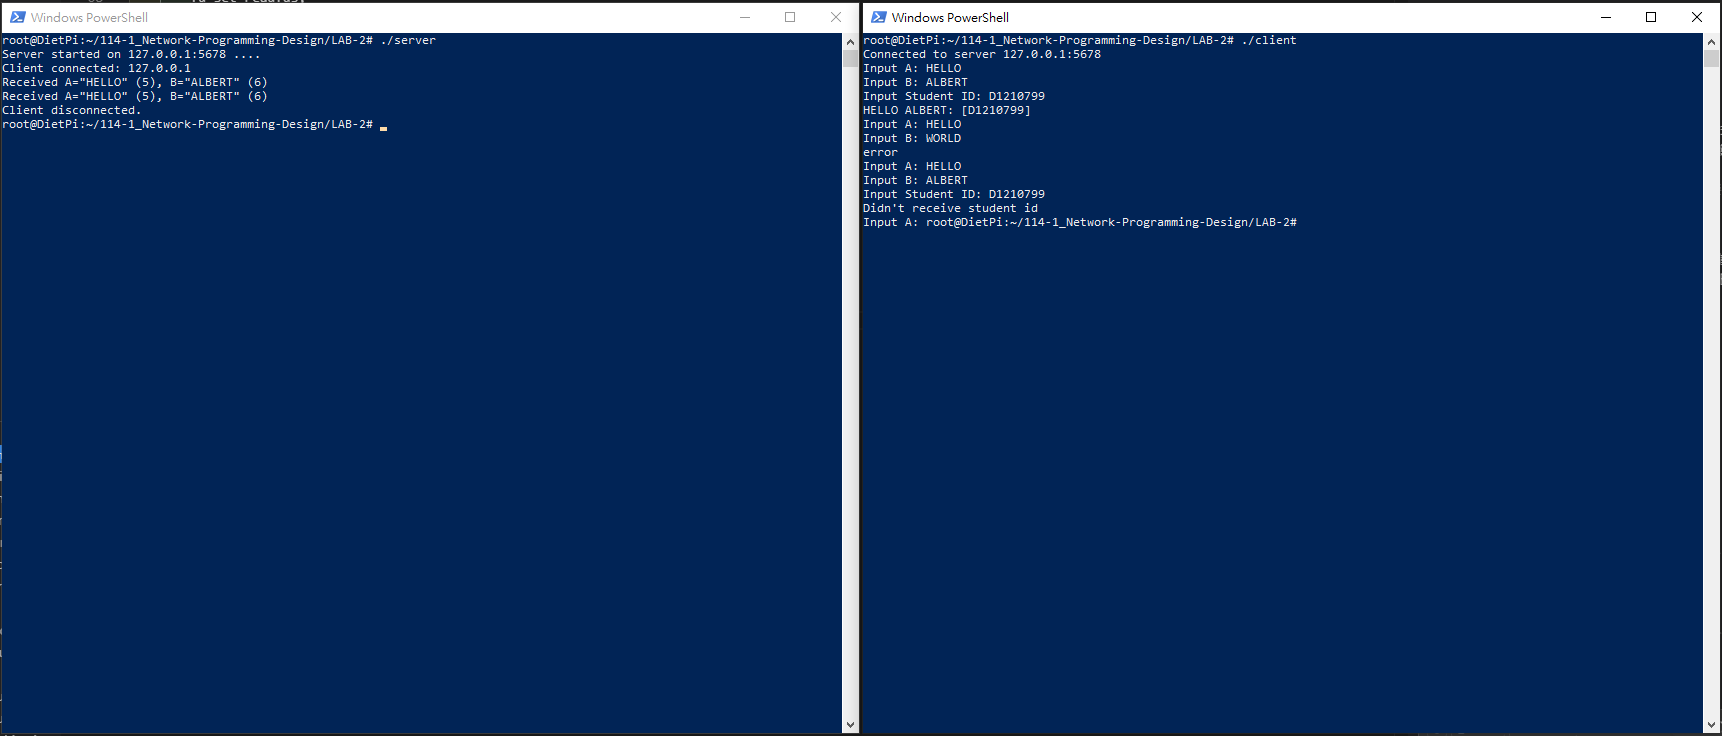 Windows PowerShell
root@DietPi:~/114-1_Network-Programming-Design/LAB-2# ./server
Server started on 127.0.0.1:5678 ....
Client connected: 127.0.0.1
Received A="HELLO" (5), B="ALBERT" (6)
Received A="HELLO" (5), B="ALBERT" (6)
Client disconnected.
root@DietPi:~/114-1_Network-Programming-Design/LAB-2#
Windows PowerShell
root@DietPi:~/114-1_Network-Programming-Design/LAB-2# ./client
Connected to server 127.0.0.1:5678
Input A: HELLO
Input B: ALBERT
Input Student ID: D1210799
HELLO ALBERT: [D1210799]
Input A: HELLO
Input B: WORLD
error
Input A: HELLO
Input B: ALBERT
Input Student ID: D1210799
Didn't receive student id
Input A: root@DietPi:~/114-1_Network-Programming-Design/LAB-2#